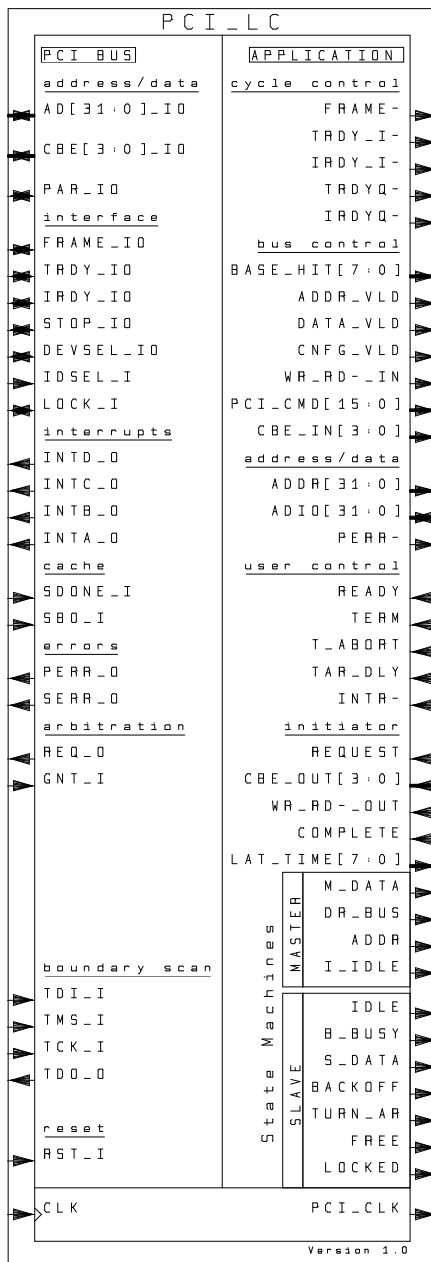 PCI_LC
PCI BUS
address/data
AD[31:0]_IO
CBE[3:0]_IO
PAR_IO
interface
FRAME_IO
TRDY_IO
IRDY_IO
STOP_IO
DEVSEL_IO
IDSEL_I
LOCK_I
interrupts
INTD_O
INTC_O
INTB_O
INTA_O
cache
SDONE_I
SBO_I
errors
PERR_O
SERR_O
arbitration
REQ_O
GNT_I
boundary scan
TDI_I
TMS_I
TCK_I
TDO_O
reset
RST_I
CLK
APPLICATION
cycle control
FRAME-
TRDY_I-
IRDY_I-
TRDYQ-
IRDYQ-
bus control
BASE_HIT[7:0]
ADDR_VLD
DATA_VLD
CNFG_VLD
WR_RD-_IN
PCI_CMD[15:0]
CBE_IN[3:0]
address/data
ADDR[31:0]
ADIO[31:0]
PERR-
user control
READY
TERM
T_ABORT
TAR_DLY
INTR-
initiator
REQUEST
CBE_OUT[3:0]
WR_RD-_OUT
COMPLETE
LAT_TIME[7:0]
State Machines
MASTER
M_DATA
DR_BUS
ADDR
I_IDLE
SLAVE
IDLE
B_BUSY
S_DATA
BACKOFF
TURN_AR
FREE
LOCKED
PCI_CLK
Version 1.0